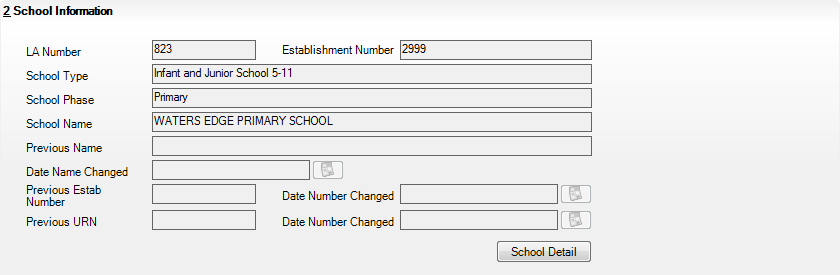 2 School Information
LA Number 823 Establishment Number 2999
School Type Infant and Junior School 5-11
School Phase Primary
School Name WATERS EDGE PRIMARY SCHOOL
Previous Name
Date Name Changed
Previous Estab
Number Date Number Changed
Previous URN Date Number Changed
School Detail